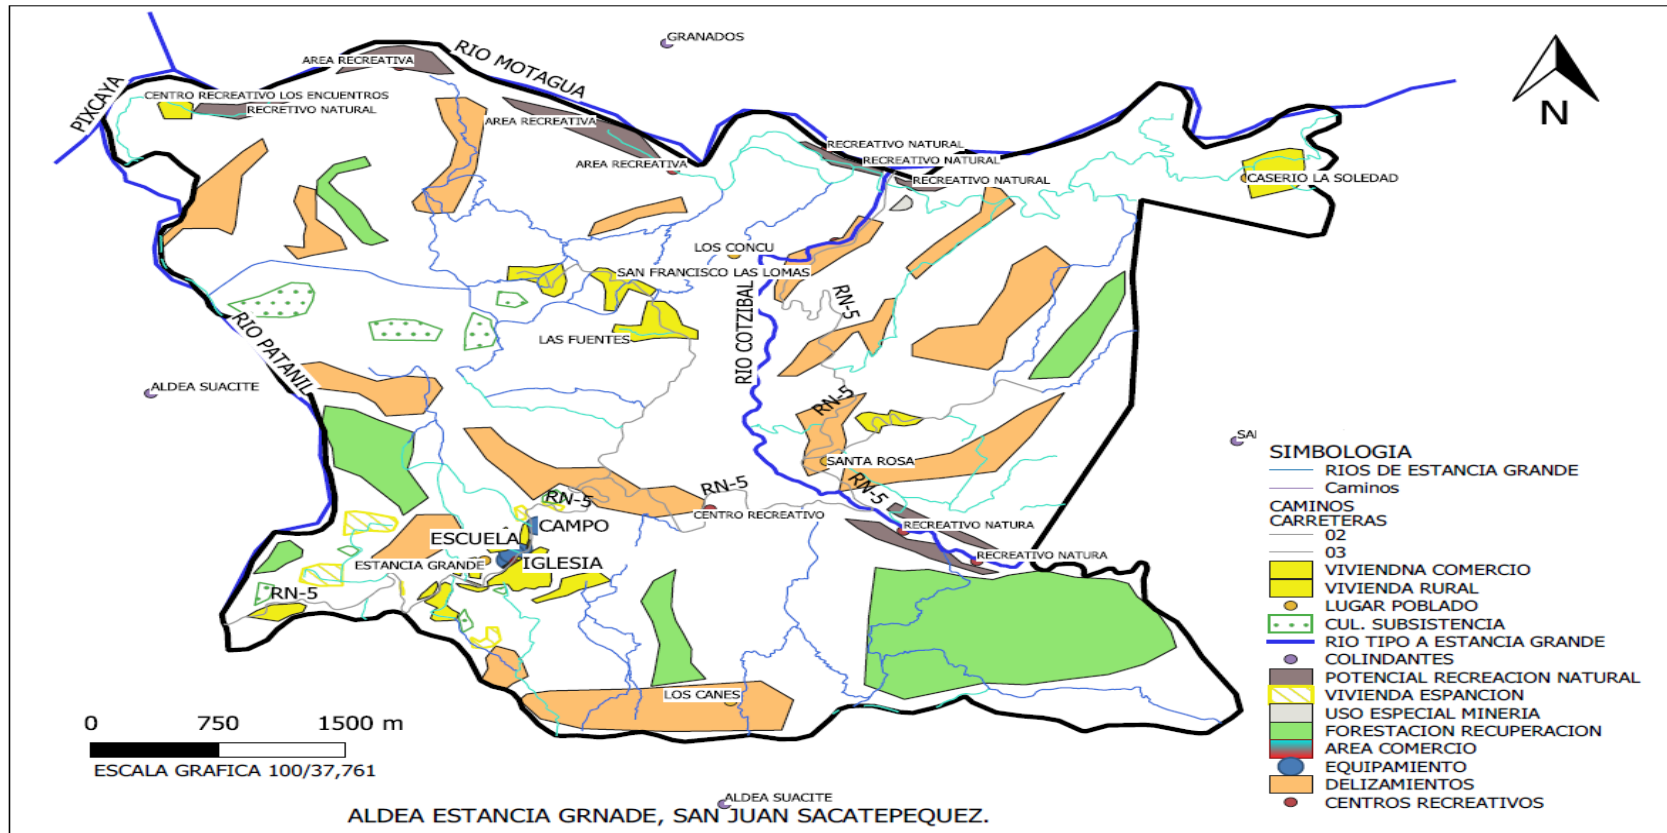 GRANADOS
RIO MOTAGUA
AREA RECREATIVA
PIXCAYA
CENTRO RECREATIVO LOS ENCUENTROS
RECRETIVO NATURAL
AREA RECREATIVA
AREA RECREATIVA
RECREATIVO NATURAL
RECREATIVO NATURAL
RECREATIVO NATURAL
CASERIO LA SOLEDAD
N
LOS CONCU
SAN FRANCISCO LAS LOMAS
RN-5
LAS FUENTES
RIO COTZIBAL
RIO PATANIL
ALDEA SUACITE
RN-5
SANTA ROSA
RN-5
RN-5
RN-5
CENTRO RECREATIVO
CAMPO
ESCUELA
IGLESIA
ESTANCIA GRANDE
RECREATIVO NATURA
RECREATIVO NATURA
RN-5
LOS CANES
SAI
SIMBOLOGIA
RIOS DE ESTANCIA GRANDE
Caminos
CAMINOS
CARRETERAS
02
03
VIVIENDNA COMERCIO
VIVIENDA RURAL
LUGAR POBLADO
CUL. SUBSISTENCIA
RIO TIPO A ESTANCIA GRANDE
COLINDANTES
POTENCIAL RECREACION NATURAL
VIVIENDA ESPANCION
USO ESPECIAL MINERIA
FORESTACION RECUPERACION
AREA COMERCIO
EQUIPAMIENTO
DELIZAMIENTOS
CENTROS RECREATIVOS
0 750 1500 m
ESCALA GRAFICA 100/37,761
ALDEA SUACITE
ALDEA ESTANCIA GRNADE, SAN JUAN SACATEPEQUEZ.